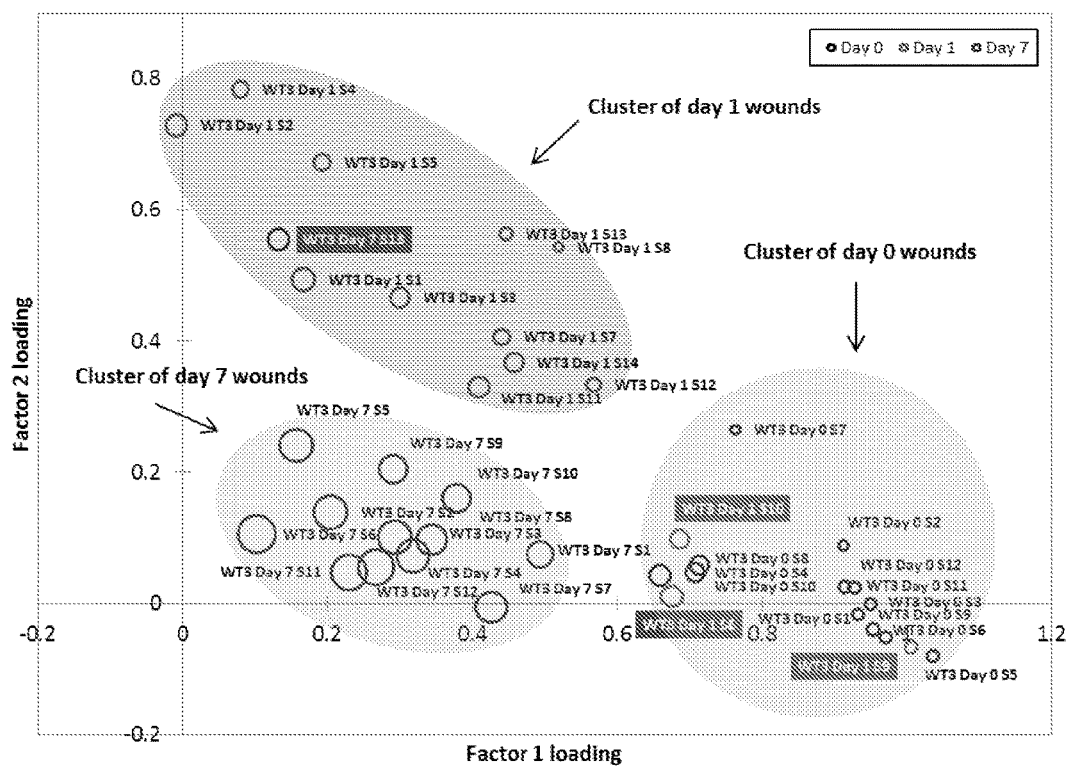 Day 0 Day 1 Day 7
0.8
WT3 Day 1 S4
Cluster of day 1 wounds
WT3 Day 1 S2
WT3 Day 1 S5
0.6
WT3 Day 1 S13
WT3 Day 1 S8
WT3 Day 7 S13
Cluster of day 0 wounds
WT3 Day 1 S1
WT3 Day 1 S3
Factor 2 loading
0.4
WT3 Day 1 S7
WT3 Day 1 S14
Cluster of day 7 wounds
WT3 Day 1 S12
WT3 Day 1 S11
WT3 Day 7 S5
WT3 Day 0 S7
WT3 Day 7 S9
0.2
WT3 Day 7 S10
WT3 Day 7 S2
WT3 Day 7 S8
WT3 Day 0 S2
WT3 Day 7 S6
WT3 Day 7 S3
WT3 Day 7 S1
WT3 Day 0 S8
WT3 Day 0 S12
WT3 Day 7 S11
WT3 Day 7 S4
WT3 Day 0 S4
WT3 Day 0 S11
WT3 Day 7 S12
WT3 Day 7 S7
WT3 Day 0 S10
WT3 Day 0 S3
0
WT3 Day 0 S1
WT3 Day 0 S9
WT3 Day 0 S6
-0.2 0 0.2 0.4 0.8 1.2
WT3 Day 0 S5
-0.2
Factor 1 loading